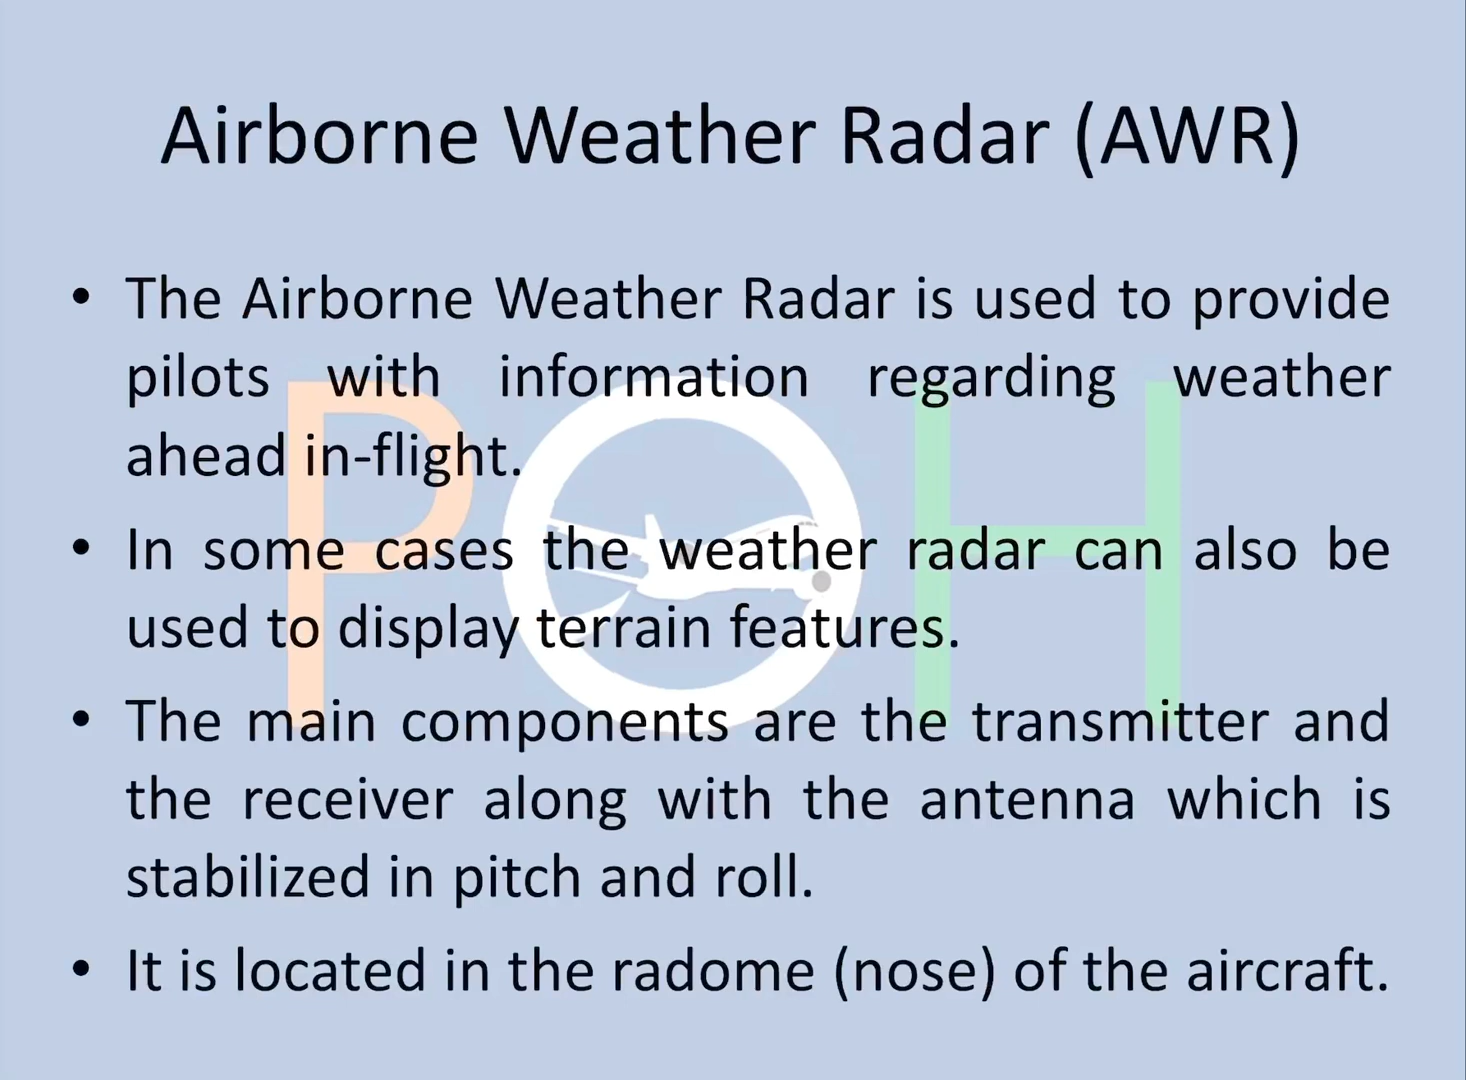 Airborne Weather Radar (AWR)
• The Airborne Weather Radar is used to provide
pilots with information regarding weather
ahead in-flight.
• In some cases the weather radar can also be
used to display terrain features.
• The main components are the transmitter and
the receiver along with the antenna which is
stabilized in pitch and roll.
• It is located in the radome (nose) of the aircraft.
POH